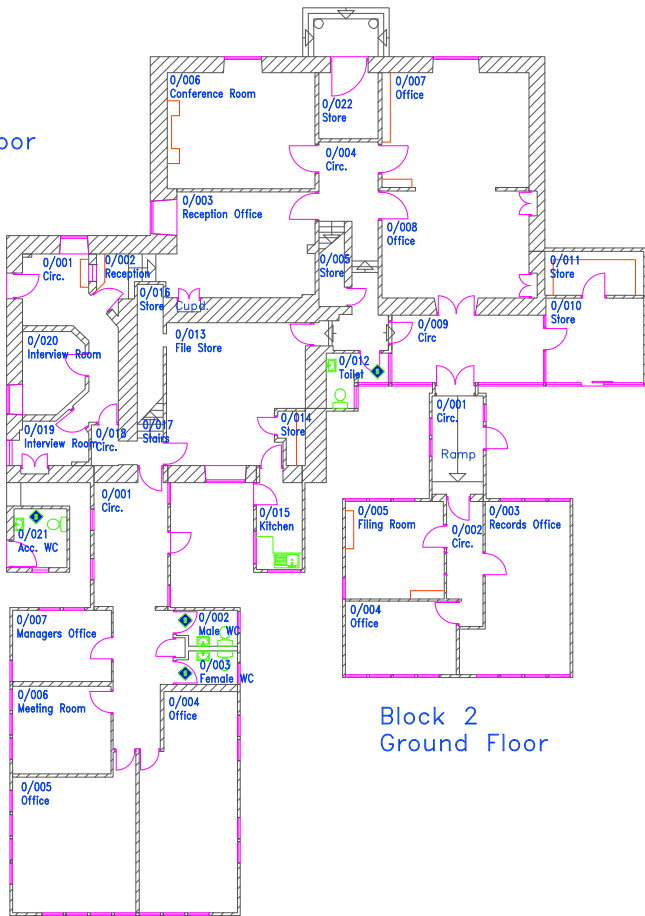 0/006
Conference Room
0/007
Office
0/022
Store
oor
0/004
Circ.
0/003
Reception Office
0/008
Office
0/001
Circ.
0/002
Reception
0/005
Store
0/011
Store
0/016
Store
Cupd.
0/010
Store
0/013
File Store
0/009
Circ
0/020
Interview Room
0/012
Toilet
0/019
Interview Room
0/018
Circ.
0/017
Stairs
0/014
Store
0/001
Circ.
Ramp
0/001
Circ.
0/015
Kitchen
0/021
Acc. WC
0/005
Filing Room
0/002
Circ.
0/003
Records Office
0/004
Office
0/007
Managers Office
0/002
Male WC
0/003
Female WC
0/006
Meeting Room
0/004
Office
Block 2
Ground Floor
0/005
Office